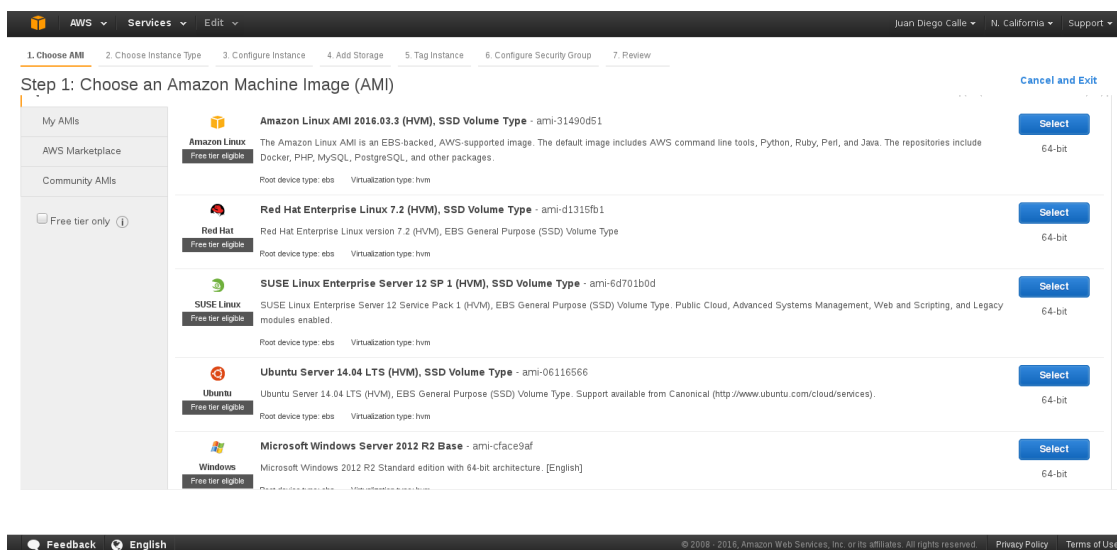 AWS Services Edit Juan Diego Calle N. California Support
1. Choose AMI 2. Choose Instance Type 3. Configure Instance 4. Add Storage 5. Tag Instance 6. Configure Security Group 7. Review
Step 1: Choose an Amazon Machine Image (AMI)
Cancel and Exit
My AMIs
AWS Marketplace
Community AMIs
Free tier only
Amazon Linux
Free tier eligible
Amazon Linux AMI 2016.03.3 (HVM), SSD Volume Type - ami-31490d51
The Amazon Linux AMI is an EBS-backed, AWS-supported image. The default image includes AWS command line tools, Python, Ruby, Perl, and Java. The repositories include
Docker, PHP, MySQL, PostgreSQL, and other packages.
Root device type: ebs Virtualization type: hvm
Select
64-bit
Red Hat
Free tier eligible
Red Hat Enterprise Linux 7.2 (HVM), SSD Volume Type - ami-d1315fb1
Red Hat Enterprise Linux version 7.2 (HVM), EBS General Purpose (SSD) Volume Type
Root device type: ebs Virtualization type: hvm
Select
64-bit
SUSE Linux
Free tier eligible
SUSE Linux Enterprise Server 12 SP 1 (HVM), SSD Volume Type - ami-6d701b0d
SUSE Linux Enterprise Server 12 Service Pack 1 (HVM), EBS General Purpose (SSD) Volume Type. Public Cloud, Advanced Systems Management, Web and Scripting, and Legacy
modules enabled.
Root device type: ebs Virtualization type: hvm
Select
64-bit
Ubuntu
Free tier eligible
Ubuntu Server 14.04 LTS (HVM), SSD Volume Type - ami-06116566
Ubuntu Server 14.04 LTS (HVM), EBS General Purpose (SSD) Volume Type. Support available from Canonical (http://www.ubuntu.com/cloud/services).
Root device type: ebs Virtualization type: hvm
Select
64-bit
Windows
Free tier eligible
Microsoft Windows Server 2012 R2 Base - ami-cface9af
Microsoft Windows 2012 R2 Standard edition with 64-bit architecture. [English]
Select
64-bit
Feedback English © 2008 - 2016, Amazon Web Services, Inc. or its affiliates. All rights reserved. Privacy Policy Terms of Use